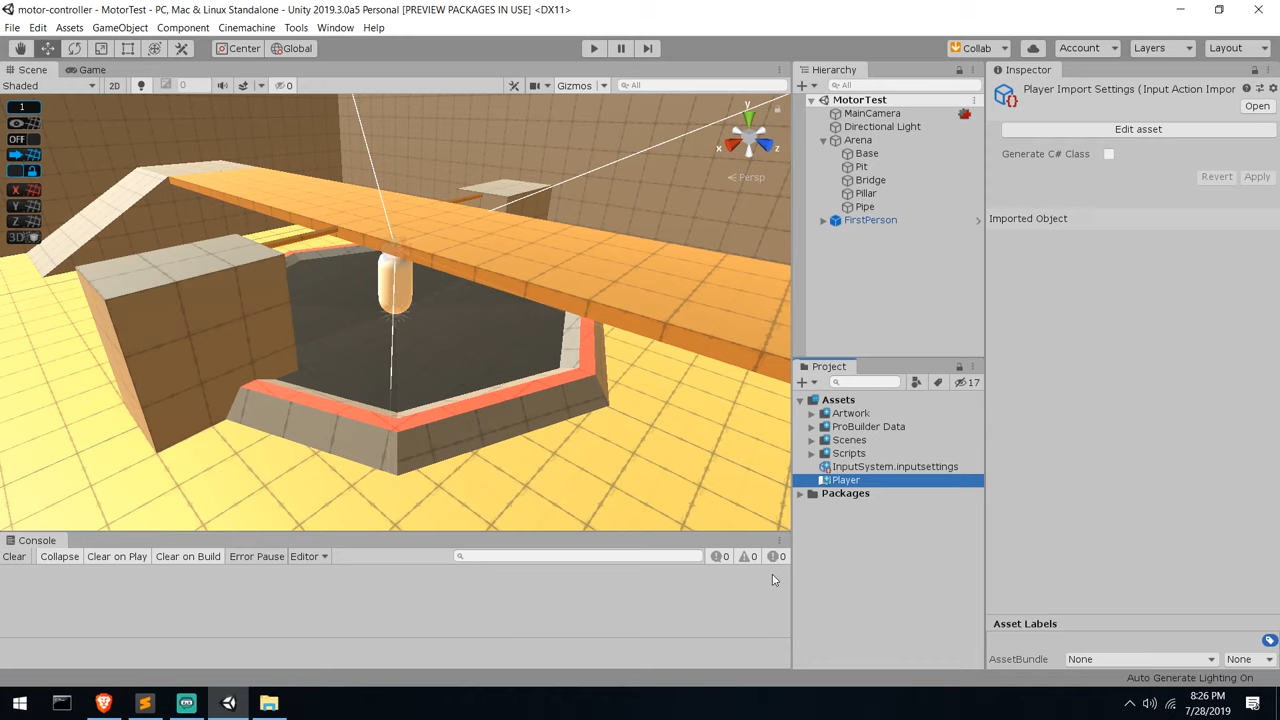 motor-controller - MotorTest - PC, Mac & Linux Standalone - Unity 2019.3.0a5 Personal [PREVIEW PACKAGES IN USE] <DX11>
File Edit Assets GameObject Component Cinemachine Tools Window Help
Center Global Collab Account Layers Layout
Scene Game
Shaded 2D 0 0 Gizmos All
1
OFF
X
Y
Z
3D
y
x z
Persp
Hierarchy
All
MotorTest
MainCamera
Directional Light
Arena
Base
Pit
Bridge
Pillar
Pipe
FirstPerson
Project
17
Assets
Artwork
ProBuilder Data
Scenes
Scripts
InputSystem.inputsettings
Player
Packages
Inspector
Player Import Settings (Input Action Impor
Open
Edit asset
Generate C# Class
Revert Apply
Imported Object
Asset Labels
AssetBundle None None
Console
Clear Collapse Clear on Play Clear on Build Error Pause Editor 0 0 0
Auto Generate Lighting On
8:26 PM
7/28/2019